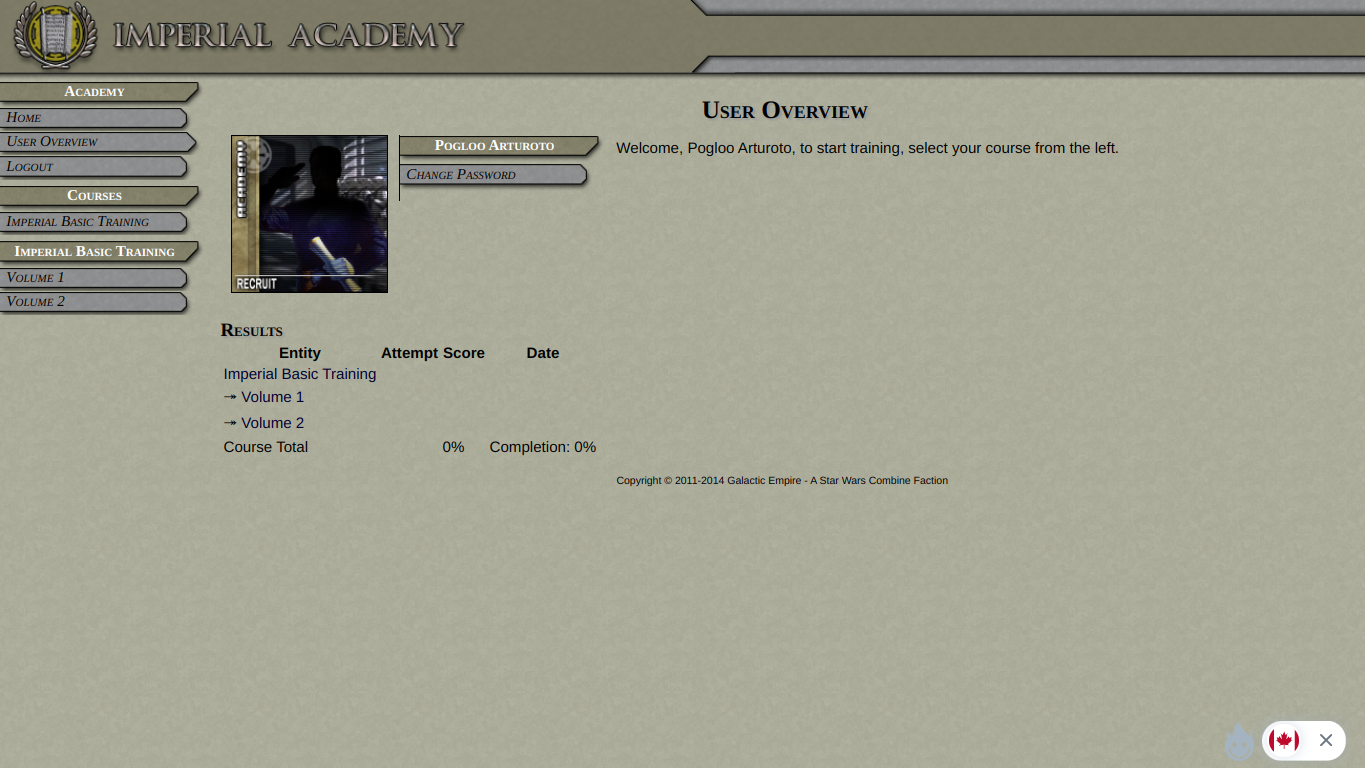 IMPERIAL ACADEMY
Academy
Home
User Overview
Logout
Courses
Imperial Basic Training
Imperial Basic Training
Volume 1
Volume 2
User Overview
ACADEMY
RECRUIT
Pogloo Arturoto
Change Password
Welcome, Pogloo Arturoto, to start training, select your course from the left.
Results
Entity Attempt Score Date
Imperial Basic Training
→ Volume 1
→ Volume 2
Course Total 0% Completion: 0%
Copyright © 2011-2014 Galactic Empire - A Star Wars Combine Faction